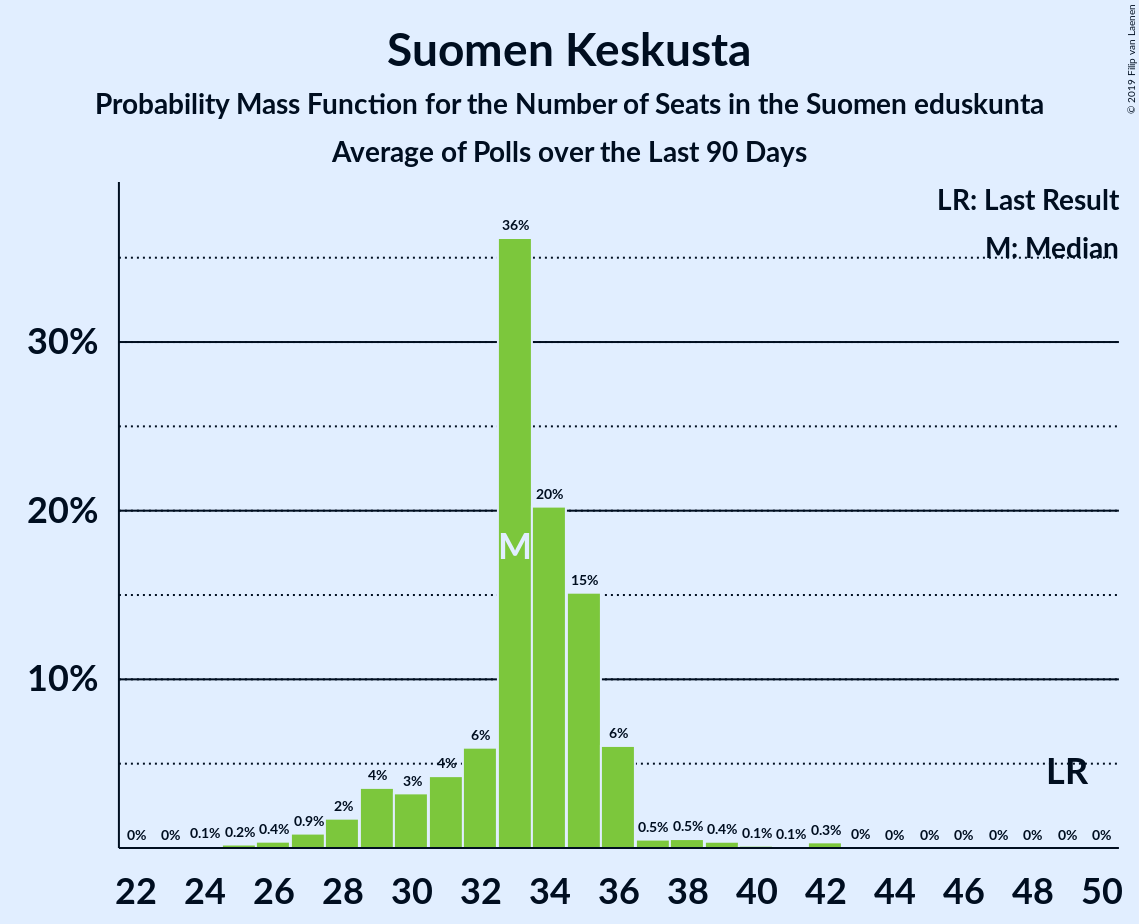 Suomen Keskusta
Probability Mass Function for the Number of Seats in the Suomen eduskunta
Average of Polls over the Last 90 Days
© 2019 Filip van Laenen
LR: Last Result
M: Median
30%
20%
10%
0% 0% 0.1% 0.2% 0.4% 0.9% 2% 4% 3% 4% 6% 36% 20% 15% 6% 0.5% 0.5% 0.4% 0.1% 0.1% 0.3% 0% 0% 0% 0% 0% 0% 0% 0%
M
LR
22 24 26 28 30 32 34 36 38 40 42 44 46 48 50